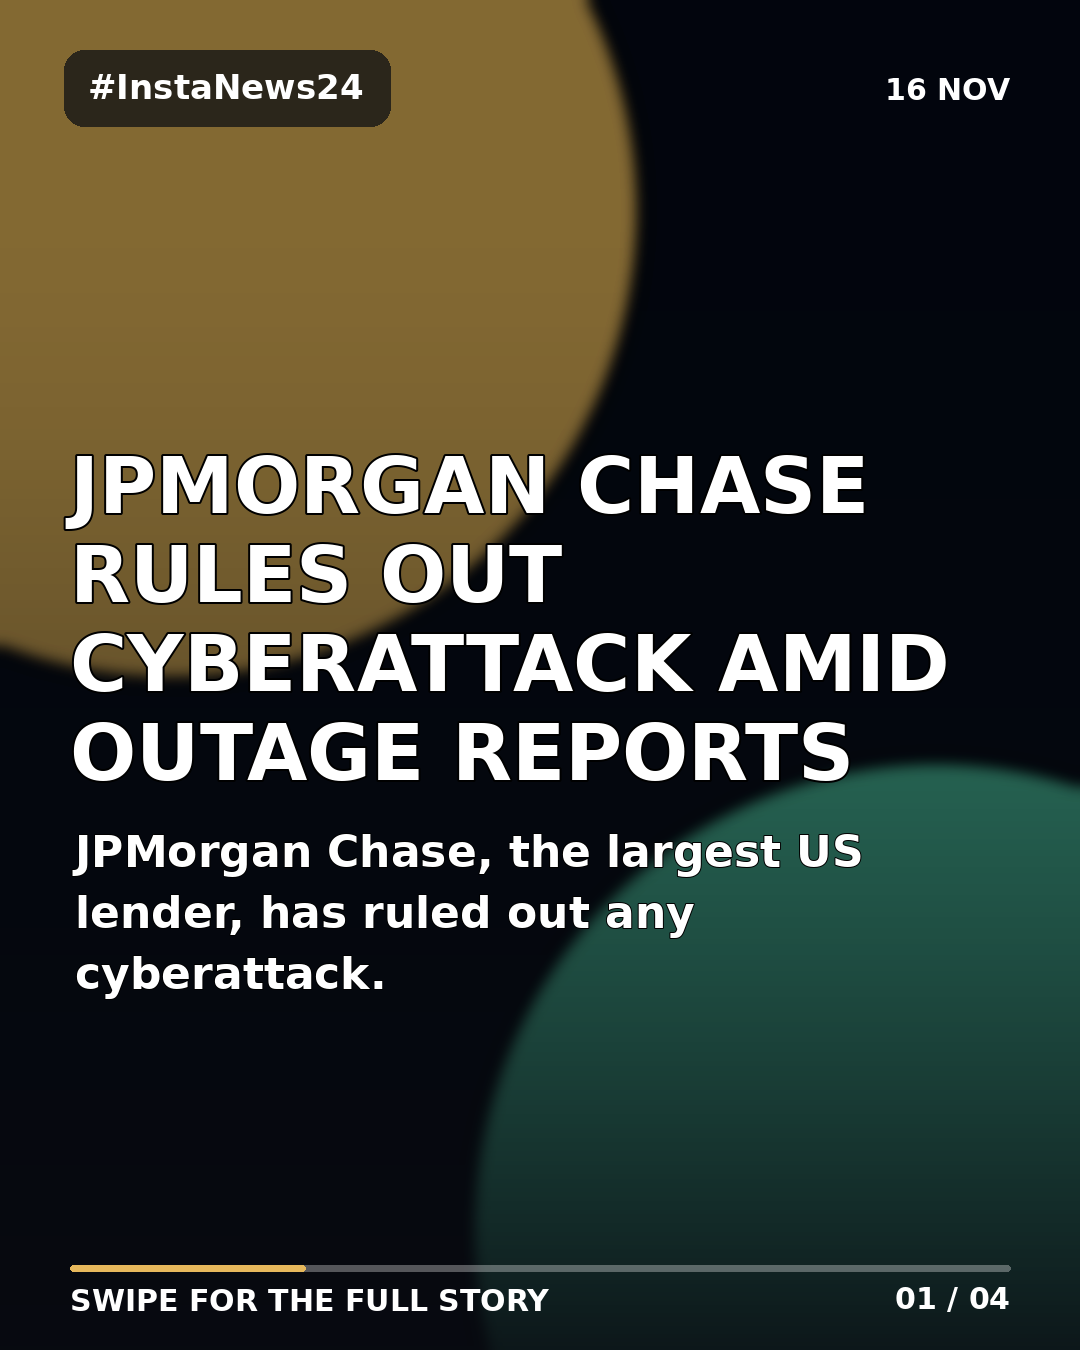 #InstaNews24
16 NOV
JPMORGAN CHASE
RULES OUT
CYBERATTACK AMID
OUTAGE REPORTS
JPMorgan Chase, the largest US
lender, has ruled out any
cyberattack.
SWIPE FOR THE FULL STORY
01 / 04